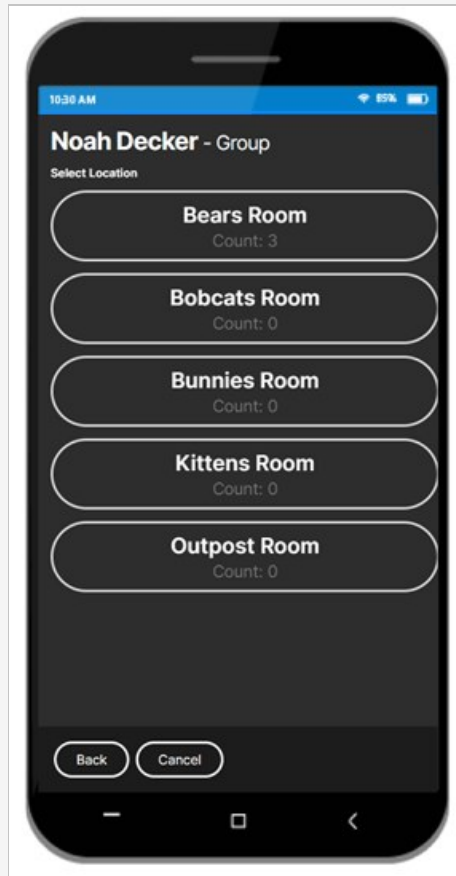 10:30 AM 85%
Noah Decker - Group
Select Location
Bears Room
Count: 3
Bobcats Room
Count: 0
Bunnies Room
Count: 0
Kittens Room
Count: 0
Outpost Room
Count: 0
Back Cancel